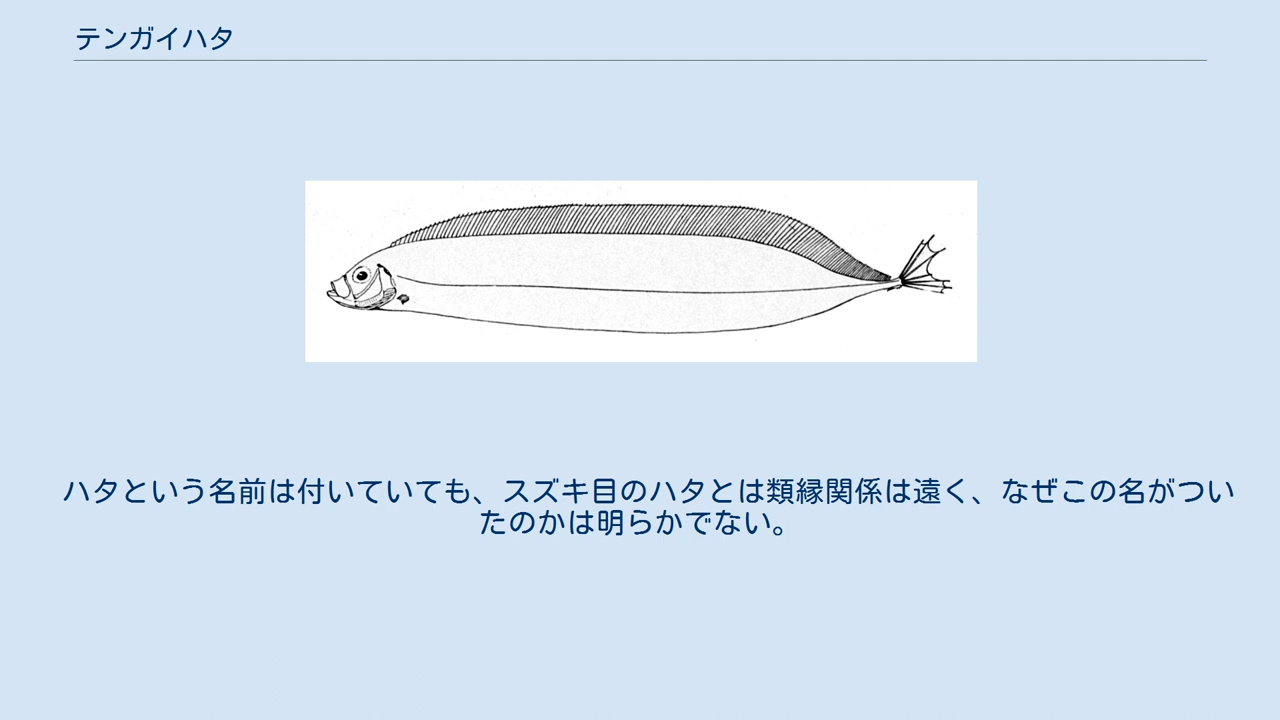 テンガイハタ
ハタという名前は付いていても、スズキ目のハタとは類縁関係は遠く、なぜこの名がつい
たのかは明らかでない。